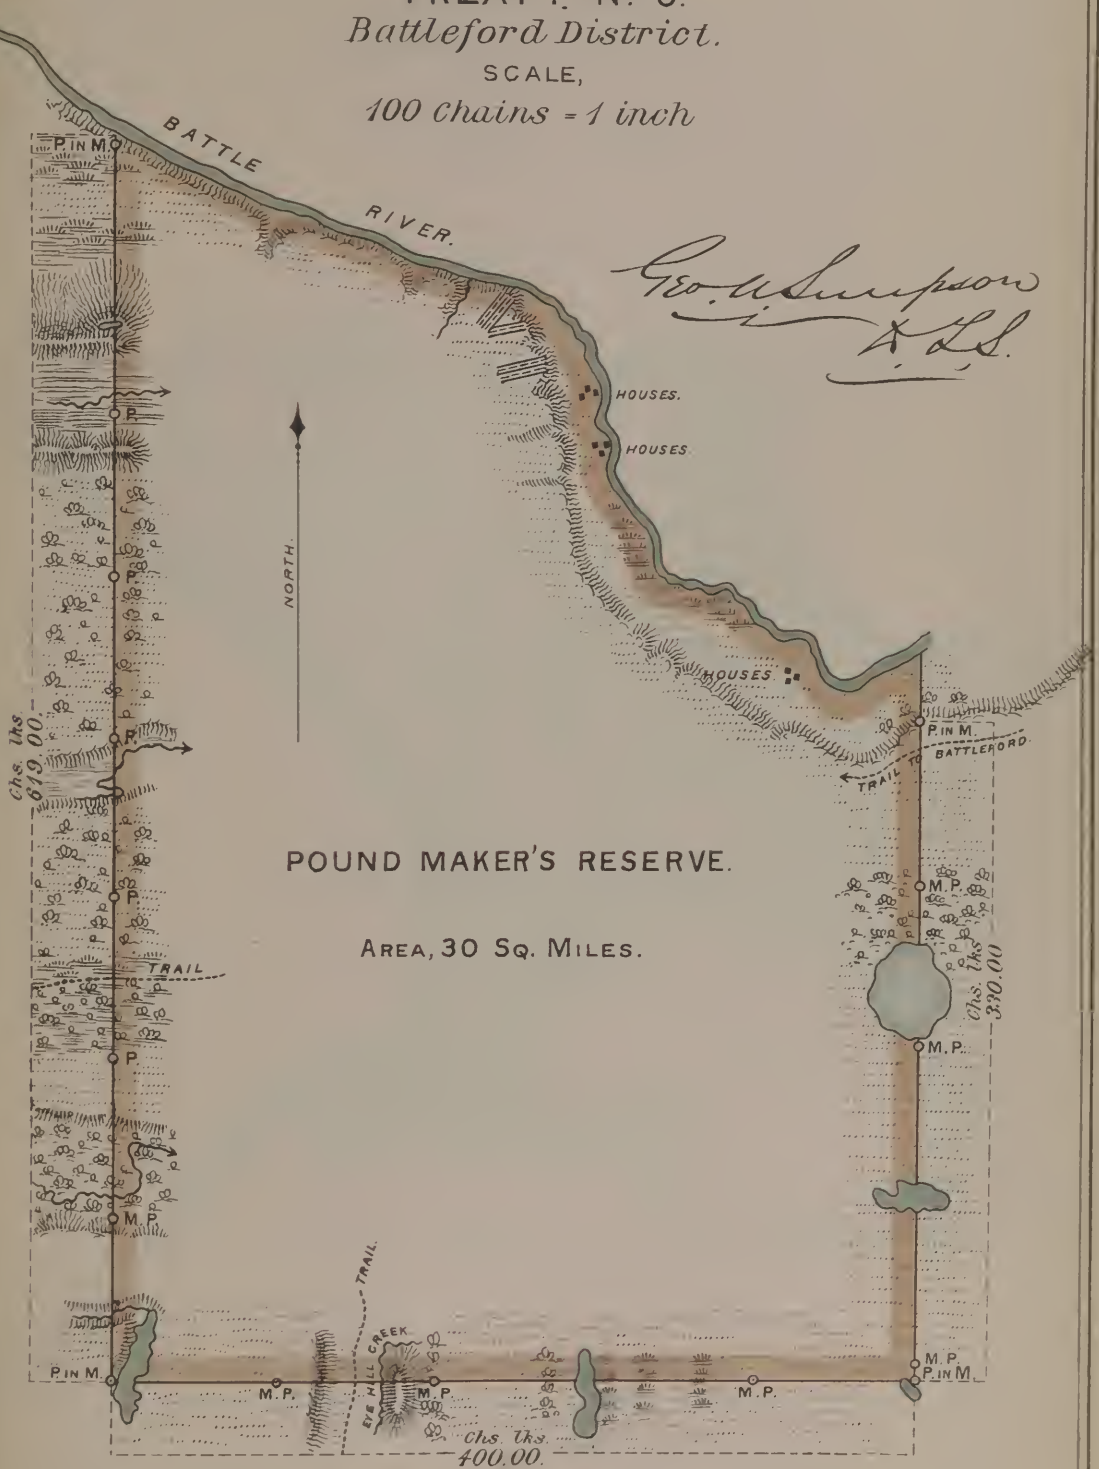 TREATY. N. 6.
Battleford District.
SCALE,
100 Chains = 1 inch
P. IN M.
BATTLE
RIVER.
Geo. A Simpson
D. L. S.
HOUSES.
P.
HOUSES
NORTH.
P.
HOUSES.
P. IN M.
TRAIL TO BATTLEFORD.
P.
Chs. lks.
619.00.
POUND MAKER'S RESERVE.
M.P.
P.
AREA, 30 SQ. MILES.
TRAIL
Chs. lks.
330.00
M.P.
P.
M.P.
TRAIL.
EYE HILL CREEK
M.P.
P. IN M.
P. IN M.
M.P.
M.P.
M.P.
Chs. lks.
400.00.